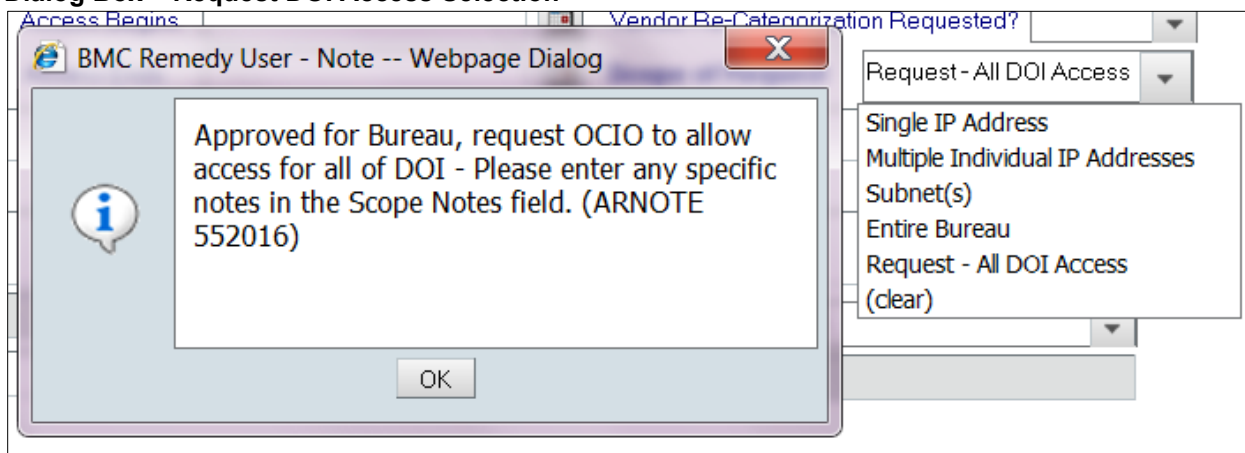 Access Begins
Vendor Re-Categorization Requested?
BMC Remedy User - Note -- Webpage Dialog
X
Request - All DOI Access
Approved for Bureau, request OCIO to allow
access for all of DOI - Please enter any specific
notes in the Scope Notes field. (ARNOTE
552016)
OK
Single IP Address
Multiple Individual IP Addresses
Subnet(s)
Entire Bureau
Request - All DOI Access
(clear)